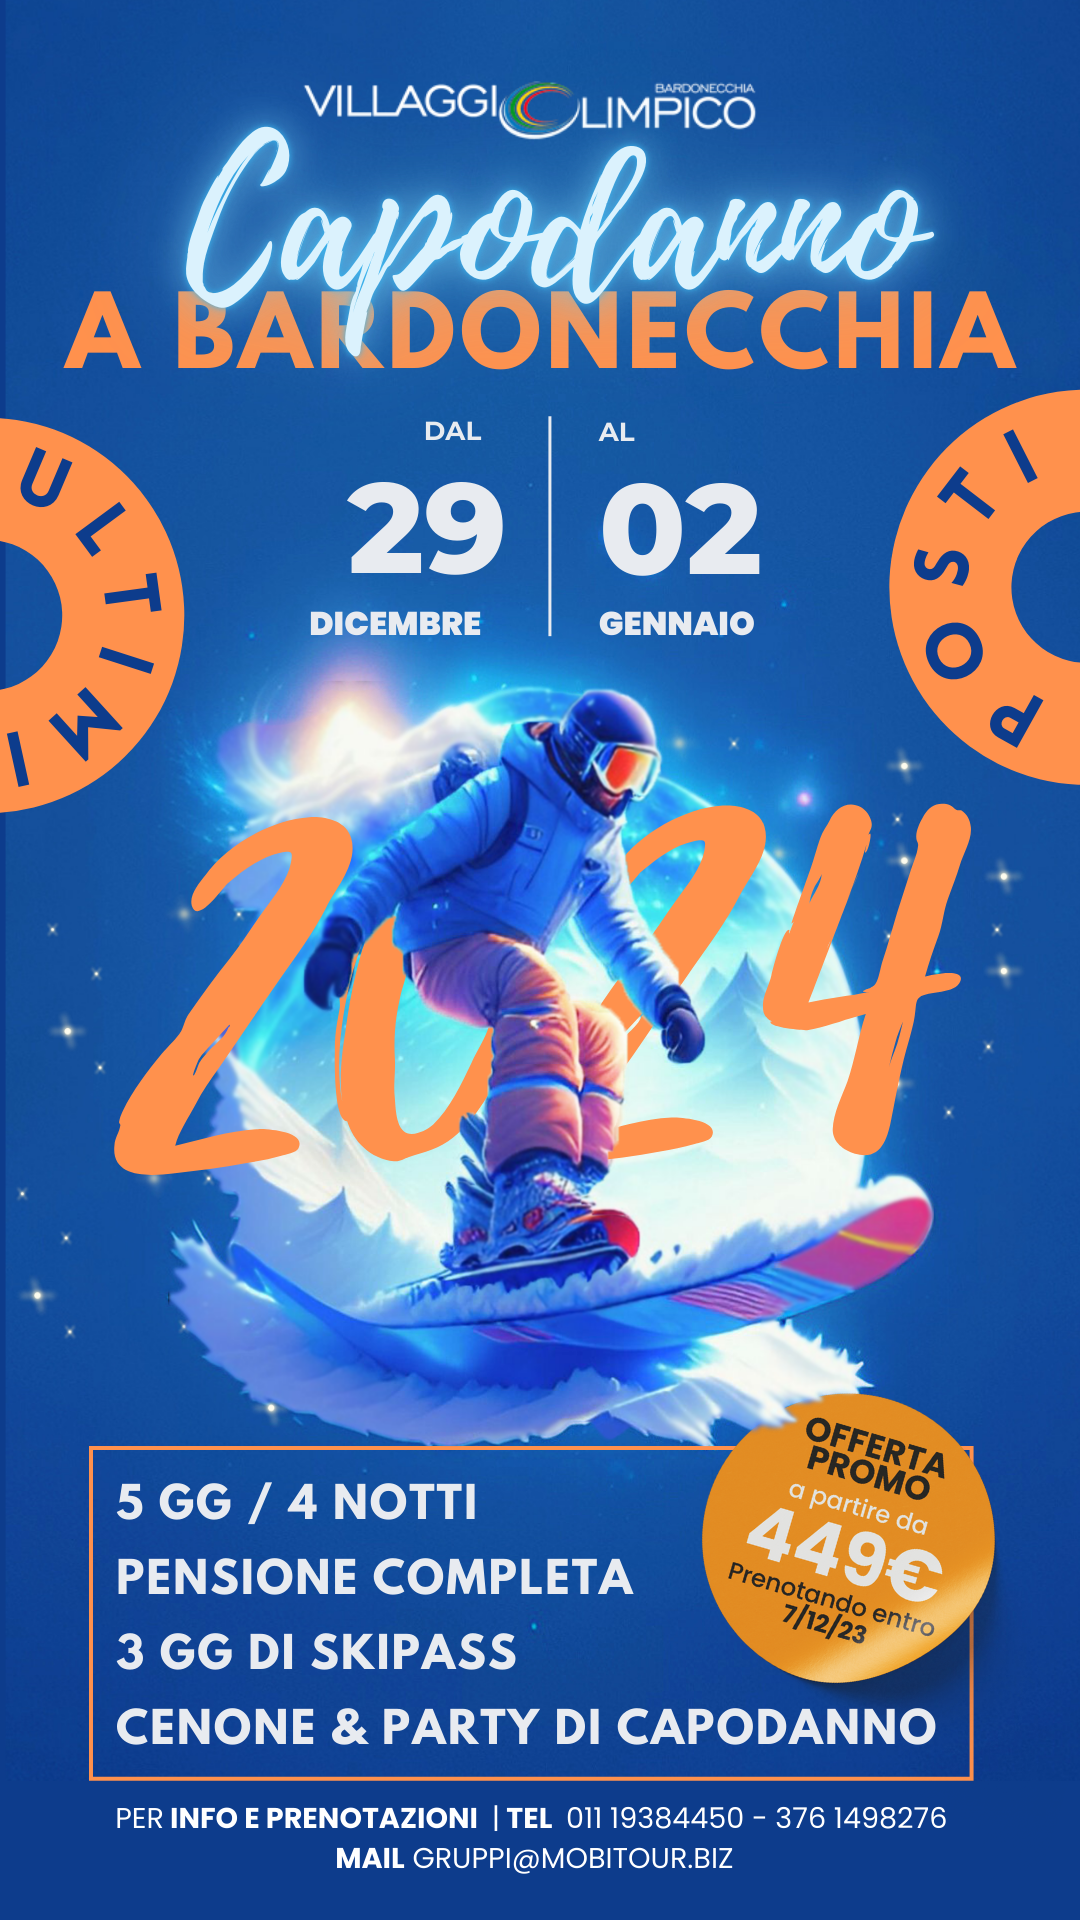 BARDONECCHIA
VILLAGGIOLIMPICO
Capodanno
A BARDONECCHIA
DAL
AL
29
02
DICEMBRE
GENNAIO
ULTIMI
POSTI
2024
OFFERTA
PROMO
a partire da
449€
Prenotando entro
7/12/23
5 GG / 4 NOTTI
PENSIONE COMPLETA
3 GG DI SKIPASS
CENONE & PARTY DI CAPODANNO
PER INFO E PRENOTAZIONI | TEL 011 19384450 - 376 1498276
MAIL GRUPPI@MOBITOUR.BIZ